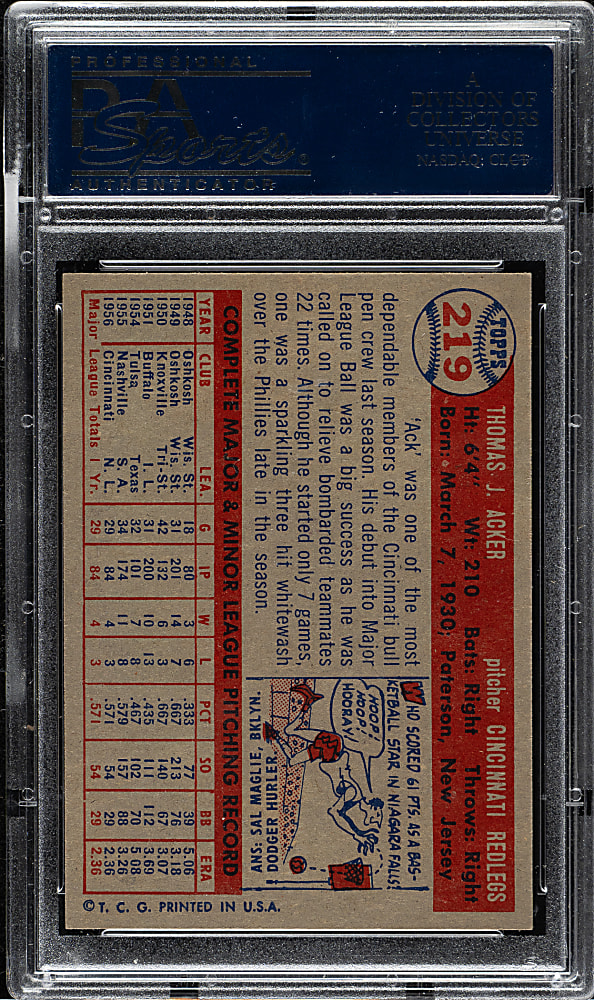 PROFESSIONAL
PSA
Sports
AUTHENTICATOR
A
DIVISION OF
COLLECTORS
UNIVERSE
NASDAQ: CLCT
TOPPS
219
THOMAS J. ACKER pitcher CINCINNATI REDLEGS
Ht: 6'4" Wt: 210 Bats: Right Throws: Right
Born: March 7, 1930; Paterson, New Jersey
'Ack' was one of the most
dependable members of the Cincinnati bull
pen crew last season. His debut into Major
League Ball was a big success as he was
called on to relieve bombarded teammates
22 times. Although he started only 7 games,
one was a sparkling three hit whitewash
over the Phillies late in the season.
WHO SCORED 61 PTS. AS A BAS-
KETBALL STAR IN NIAGARA FALLS?
HOOP!
HOOP!
HOORAY!
ANS: SAL MAGLIE, BKLYN.
DODGER HURLER.
COMPLETE MAJOR & MINOR LEAGUE PITCHING RECORD
YEAR CLUB LEA G IP W L PCT SO BB ERA
1948 Oshkosh Wis. St. 18 80 3 6 .333 77 39 5.06
1949 Oshkosh Wis. St. 31 201 14 7 .667 213 76 3.18
1950 Knoxville Tri-St. 42 132 6 3 .667 140 67 3.07
1951 Buffalo I. L. 31 200 10 13 .435 111 112 3.69
1954 Tulsa Texas 32 101 7 8 .467 102 70 5.08
1955 Nashville S. A. 34 174 11 8 .579 157 88 3.26
1956 Cincinnati N. L. 29 84 4 3 .571 54 29 2.36
Major League Totals 1 Yr. 29 84 4 3 .571 54 29 2.36
© T. C. G. PRINTED IN U.S.A.